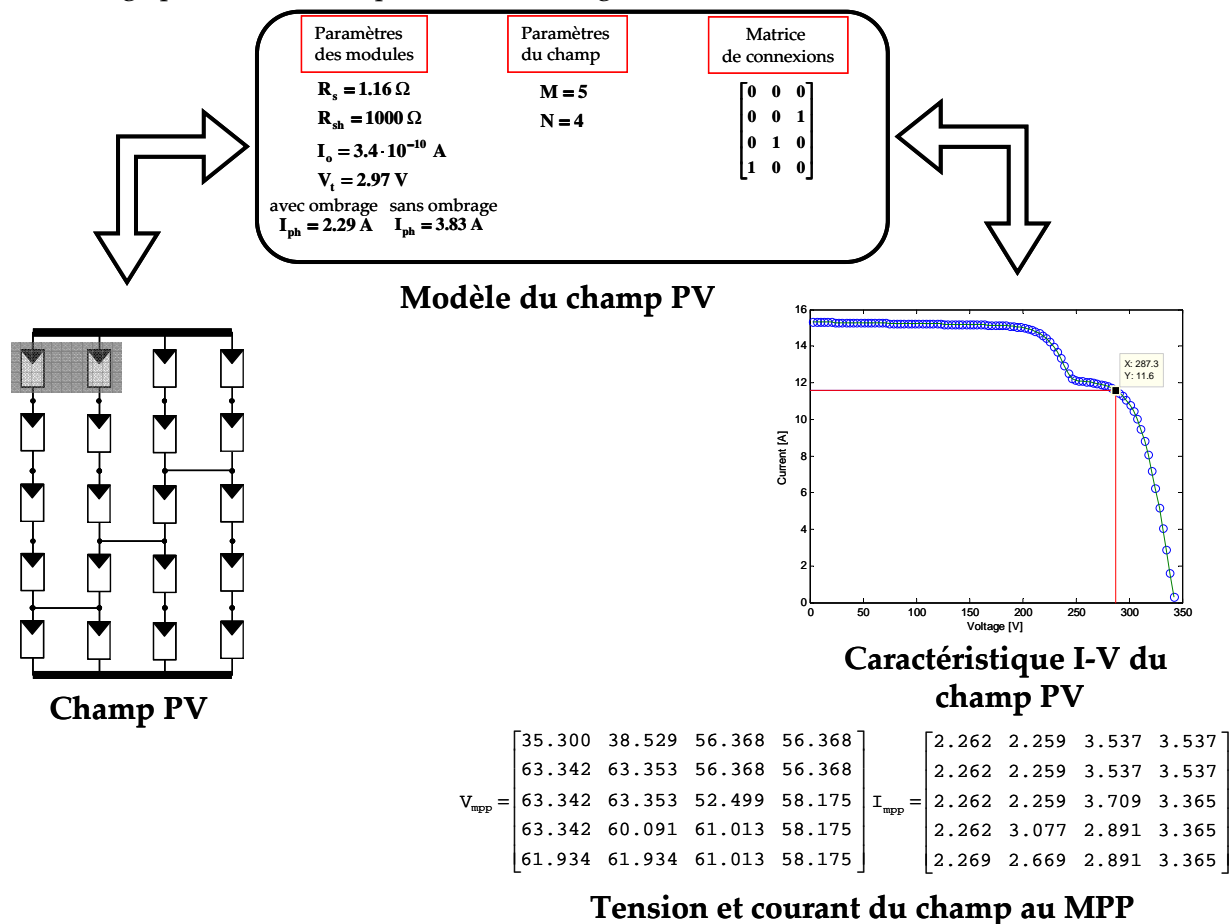 Paramètres
des modules
Paramètres
du champ
Matrice
de connexions
R_s = 1.16 Ω
R_sh = 1000 Ω
I_o = 3.4·10^-10 A
V_t = 2.97 V
avec ombrage sans ombrage
I_ph = 2.29 A I_ph = 3.83 A
M = 5
N = 4
0 0 0
0 0 1
0 1 0
1 0 0
Modèle du champ PV
Champ PV
16
14
12
10
8
6
4
2
0
Current [A]
X: 287.3
Y: 11.6
0 50 100 150 200 250 300 350
Voltage [V]
Caractéristique I-V du
champ PV
V_mpp =
35.300 38.529 56.368 56.368
63.342 63.353 56.368 56.368
63.342 63.353 52.499 58.175
63.342 60.091 61.013 58.175
61.934 61.934 61.013 58.175
I_mpp =
2.262 2.259 3.537 3.537
2.262 2.259 3.537 3.537
2.262 2.259 3.709 3.365
2.262 3.077 2.891 3.365
2.269 2.669 2.891 3.365
Tension et courant du champ au MPP